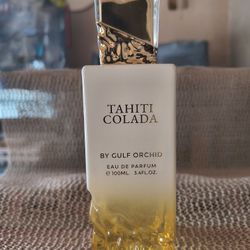 TAHITI
COLADA
BY GULF ORCHID
EAU DE PARFUM
℮ 100ML 3.4FL.OZ.